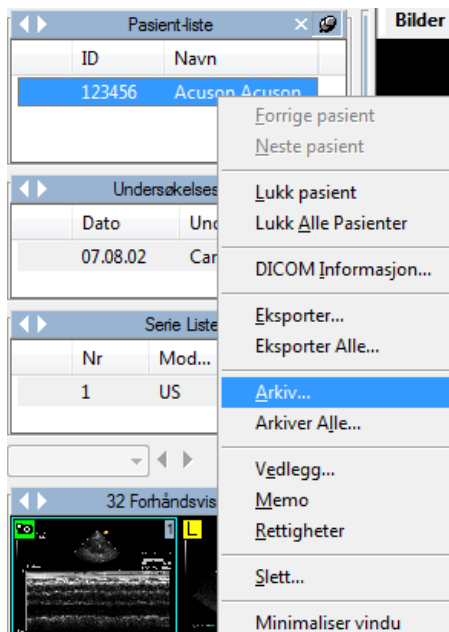 Pasient-liste
Bilder
ID Navn
123456 Acuson Acuson
Forrige pasient
Neste pasient
Lukk pasient
Lukk Alle Pasienter
DICOM Informasjon...
Eksporter...
Eksporter Alle...
Arkiv...
Arkiver Alle...
Vedlegg...
Memo
Rettigheter
Slett...
Minimaliser vindu
Undersøkelses
Dato Und
07.08.02 Car
Serie Liste
Nr Mod...
1 US
32 Forhåndsvis
1 L